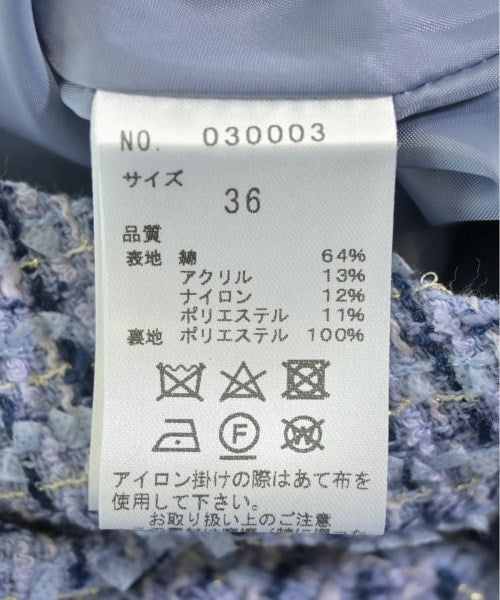 NO. 030003
サイズ
36
品質
表地 綿 64%
アクリル 13%
ナイロン 12%
ポリエステル 11%
裏地 ポリエステル 100%
F
W
アイロン掛けの際はあて布を
使用して下さい。
お取り扱い上のご注意